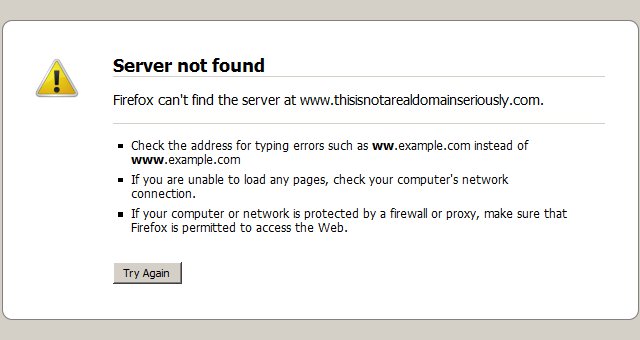 Server not found
Firefox can't find the server at www.thisisnotarealdomainseriously.com.
Check the address for typing errors such as ww.example.com instead of
www.example.com
If you are unable to load any pages, check your computer's network
connection.
If your computer or network is protected by a firewall or proxy, make sure that
Firefox is permitted to access the Web.
Try Again